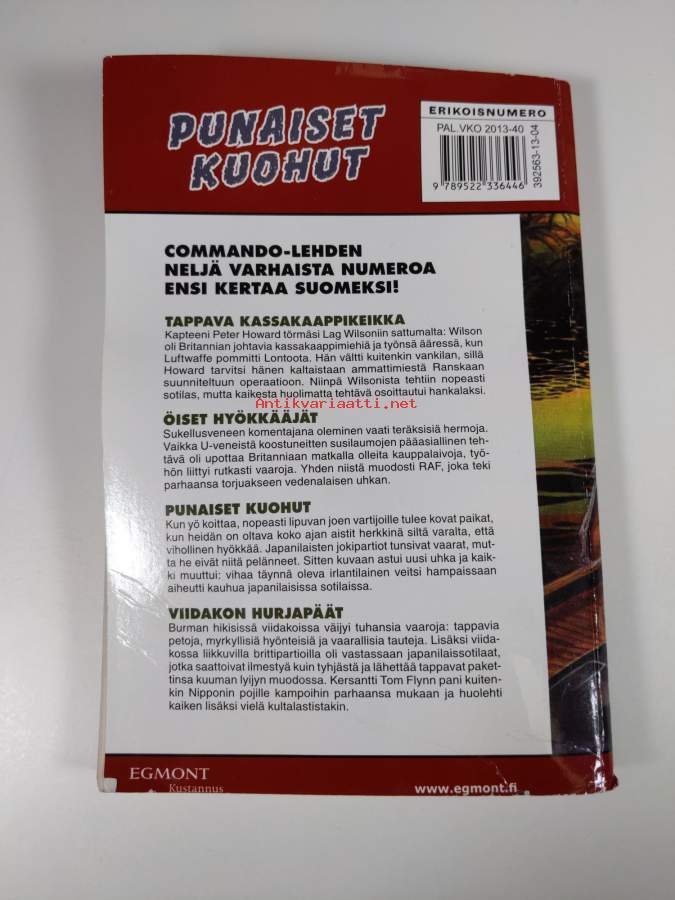 PUNAISET
KUOHUT
ERIKOISNUMERO
PAL.VKO 2013-40
9 789522 336446
392563-13-04
COMMANDO-LEHDEN
NELJÄ VARHAISTA NUMEROA
ENSI KERTAA SUOMEKSI!
TAPPAVA KASSAKAAPPIKEIKKA
Kapteeni Peter Howard törmäsi Lag Wilsoniin sattumalta: Wilson
oli Britannian johtavia kassakaappimiehiä ja työnsä ääressä, kun
Luftwaffe pommitti Lontoota. Hän vältti kuitenkin vankilan, sillä
Howard tarvitsi hänen kaltaistaan ammattimiestä Ranskaan
suunniteltuun operaatioon. Niinpä Wilsonista tehtiin nopeasti
sotilas, mutta kaikesta huolimatta tehtävä osoittautui hankalaksi.
Antikvariaatti.net
ÖISET HYÖKKÄÄJÄT
Sukellusveneen komentajana oleminen vaati teräksisiä hermoja.
Vaikka U-veneistä koostuneitten susilaumojen pääasiallinen teh-
tävä oli upottaa Britanniaan matkalla olleita kauppalaivoja, työ-
hön liittyi rutkasti vaaroja. Yhden niistä muodosti RAF, joka teki
parhaansa torjuakseen vedenalaisen uhkan.
PUNAISET KUOHUT
Kun yö koittaa, nopeasti lipuvan joen vartijoille tulee kovat paikat,
kun heidän on oltava koko ajan aistit herkkinä siltä varalta, että
vihollinen hyökkää. Japanilaisten jokipartiot tunsivat vaarat, mut-
ta he eivät niitä pelänneet. Sitten kuvaan astui uusi uhka ja kaik-
ki muuttui: vihaa täynnä oleva irlantilainen veitsi hampaissaan
aiheutti kauhua japanilaisissa sotilaissa.
VIIDAKON HURJAPÄÄT
Burman hikisissä viidakoissa väijyi tuhansia vaaroja: tappavia
petoja, myrkyllisiä hyönteisiä ja vaarallisia tauteja. Lisäksi viida-
kossa liikkuvilla brittipartioilla oli vastassaan japanilaissotilaat,
jotka saattoivat ilmestyä kuin tyhjästä ja lähettää tappavat paket-
tinsa kuuman lyijyn muodossa. Kersantti Tom Flynn pani kuiten-
kin Nipponin pojille kampoihin parhaansa mukaan ja huolehti
kaiken lisäksi vielä kultalastistakin.
EGMONT
Kustannus
www.egmont.fi